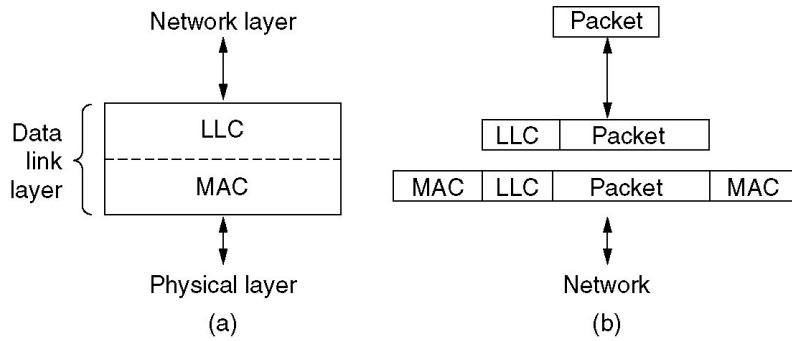 Network layer
Data
link
layer
LLC
MAC
Physical layer
(a)
Packet
LLC Packet
MAC LLC Packet MAC
Network
(b)